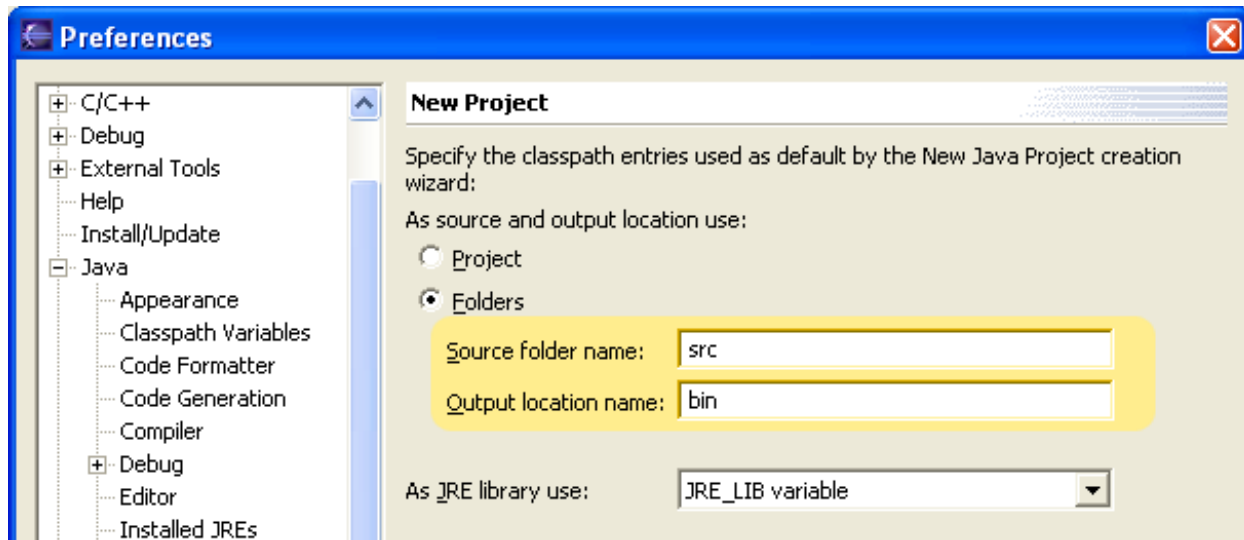 Preferences
C/C++
Debug
External Tools
Help
Install/Update
Java
Appearance
Classpath Variables
Code Formatter
Code Generation
Compiler
Debug
Editor
Installed JREs
New Project
Specify the classpath entries used as default by the New Java Project creation
wizard:
As source and output location use:
Project
Folders
Source folder name: src
Output location name: bin
As JRE library use: JRE_LIB variable